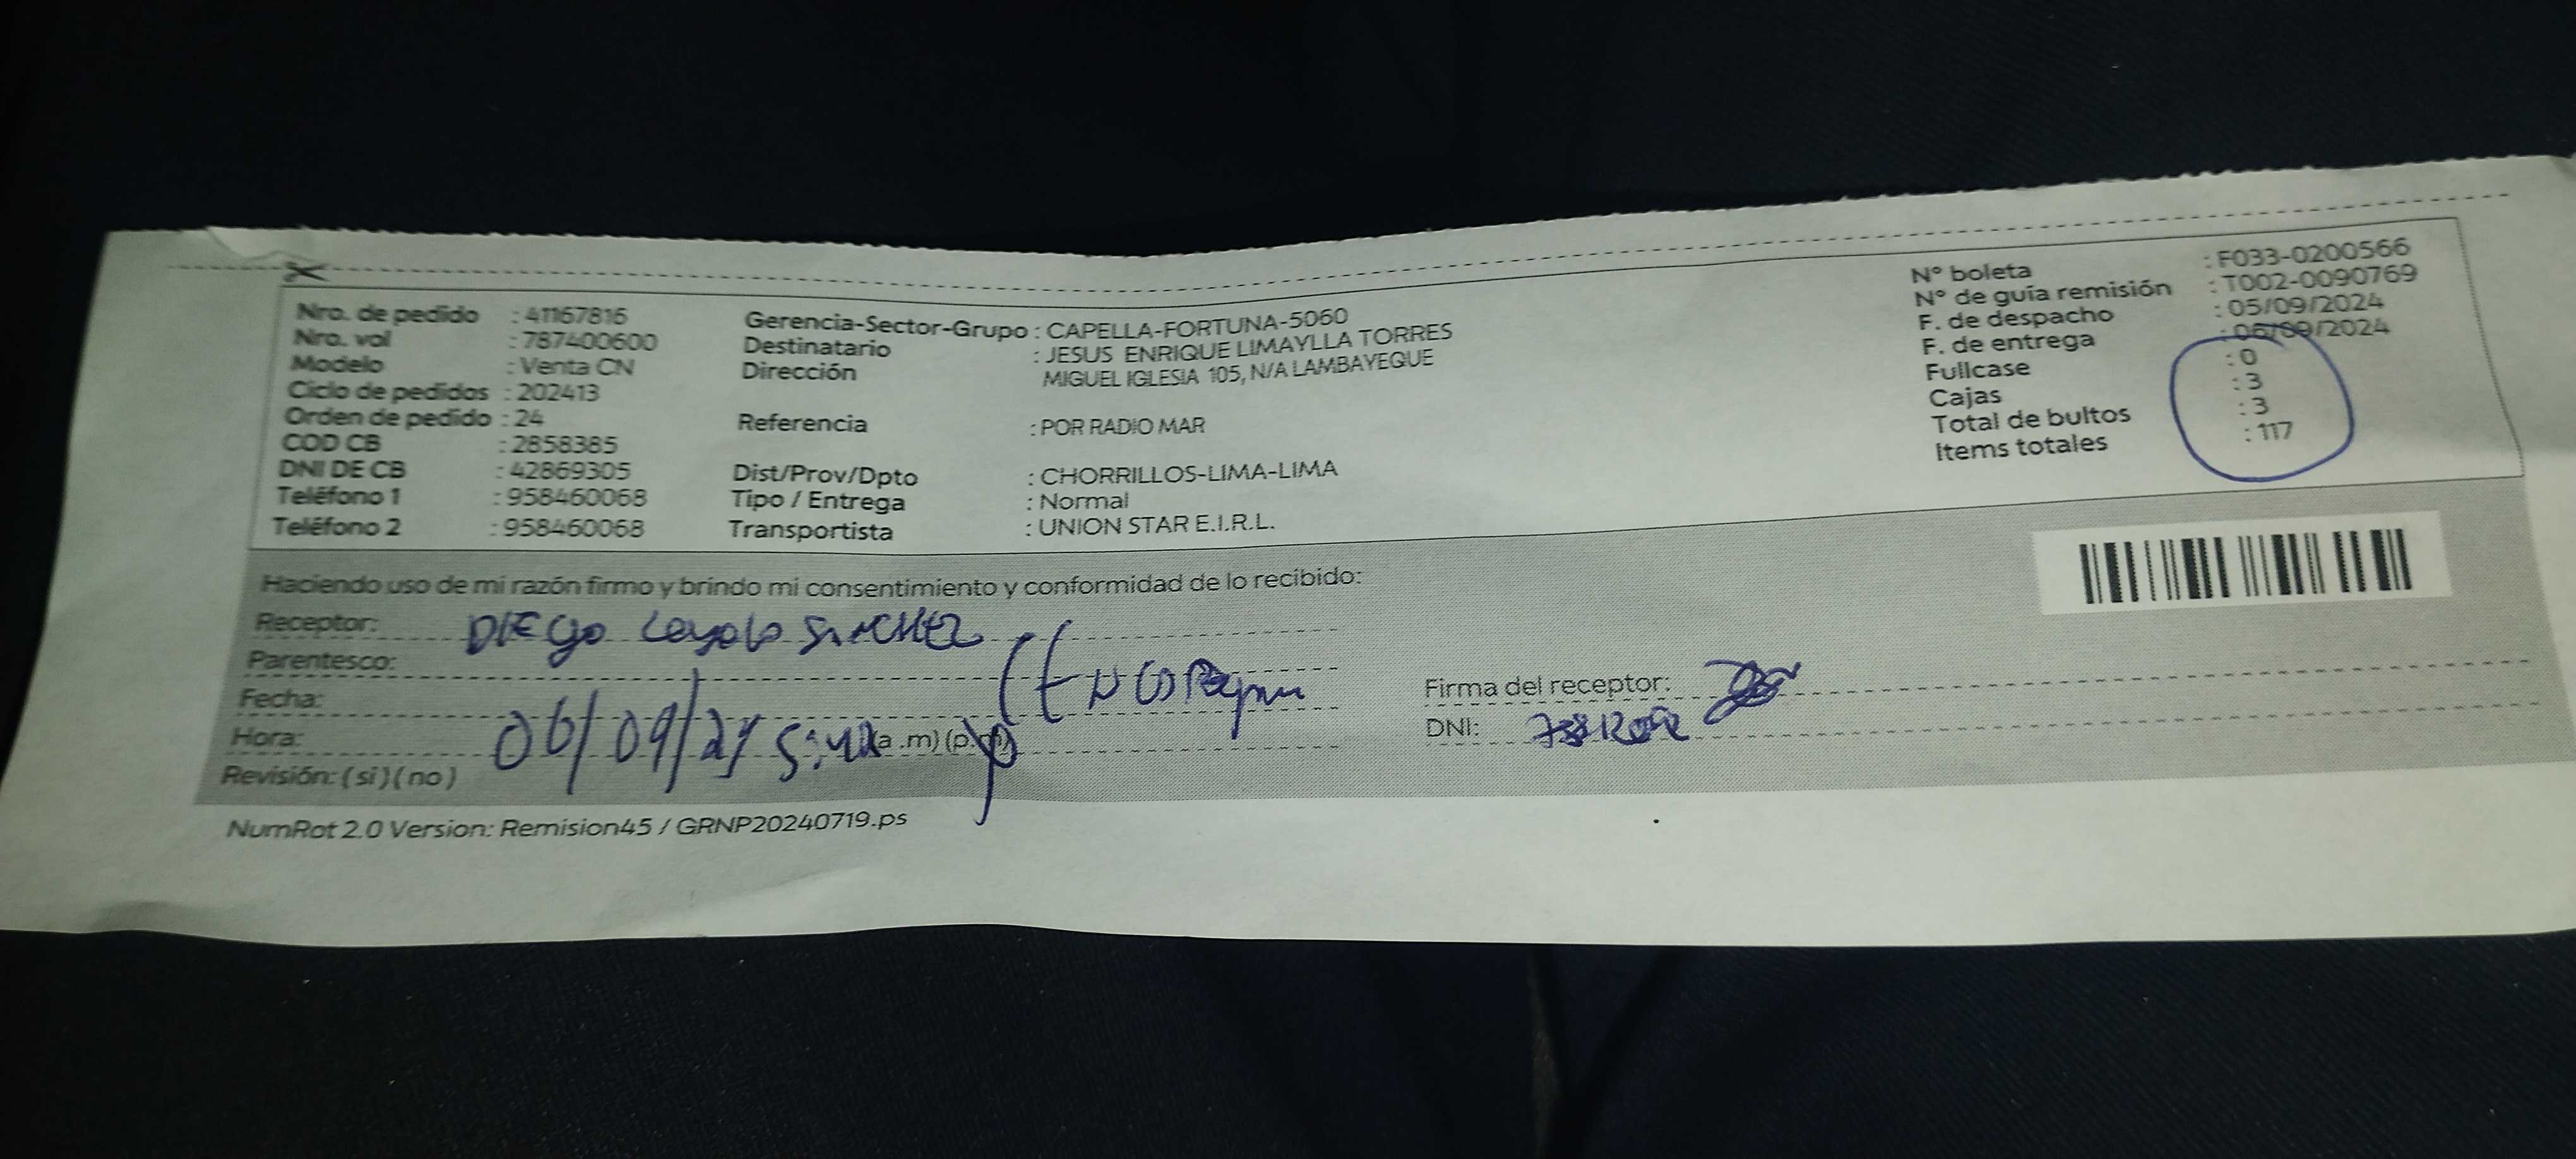 Nro. de pedido : 41167816
Nro. vol : 787400600
Modelo : Venta CN
Ciclo de pedidos : 202413
Orden de pedido : 24
COD CB : 2858385
DNI DE CB : 42869305
Teléfono 1 : 958460068
Teléfono 2 : 958460068
Gerencia-Sector-Grupo : CAPELLA-FORTUNA-5060
Destinatario : JESUS ENRIQUE LIMAYLLA TORRES
Dirección MIGUEL IGLESIA 105, N/A LAMBAYEQUE
Referencia : POR RADIO MAR
Dist/Prov/Dpto : CHORRILLOS-LIMA-LIMA
Tipo / Entrega : Normal
Transportista : UNION STAR E.I.R.L.
N° boleta : F033-0200566
N° de guía remisión : T002-0090769
F. de despacho : 05/09/2024
F. de entrega : 06/09/2024
Fullcase : 0
Cajas : 3
Total de bultos : 3
Items totales : 117
Haciendo uso de mi razón firmo y brindo mi consentimiento y conformidad de lo recibido:
Receptor: DIEGO Loyola SANCHEZ
Parentesco:
Fecha: 06/09/24
Hora: (a .m) (p.m)
Revisión: ( si ) ( no )
Firma del receptor:
DNI:
NumRot 2.0 Version: Remision45 / GRNP20240719.ps